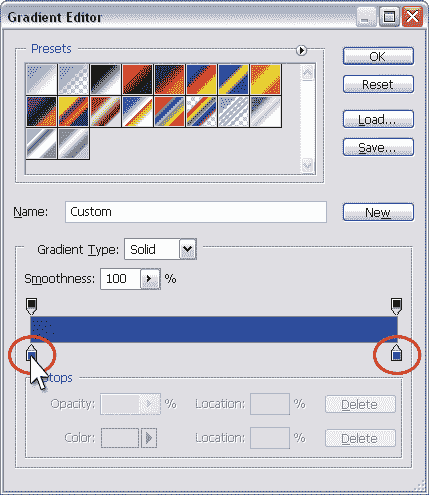 Gradient Editor
Presets
OK
Reset
Load...
Save...
Name: Custom
New
Gradient Type: Solid
Smoothness: 100 %
Stops
Opacity: % Location: Delete
Color: Location: Delete